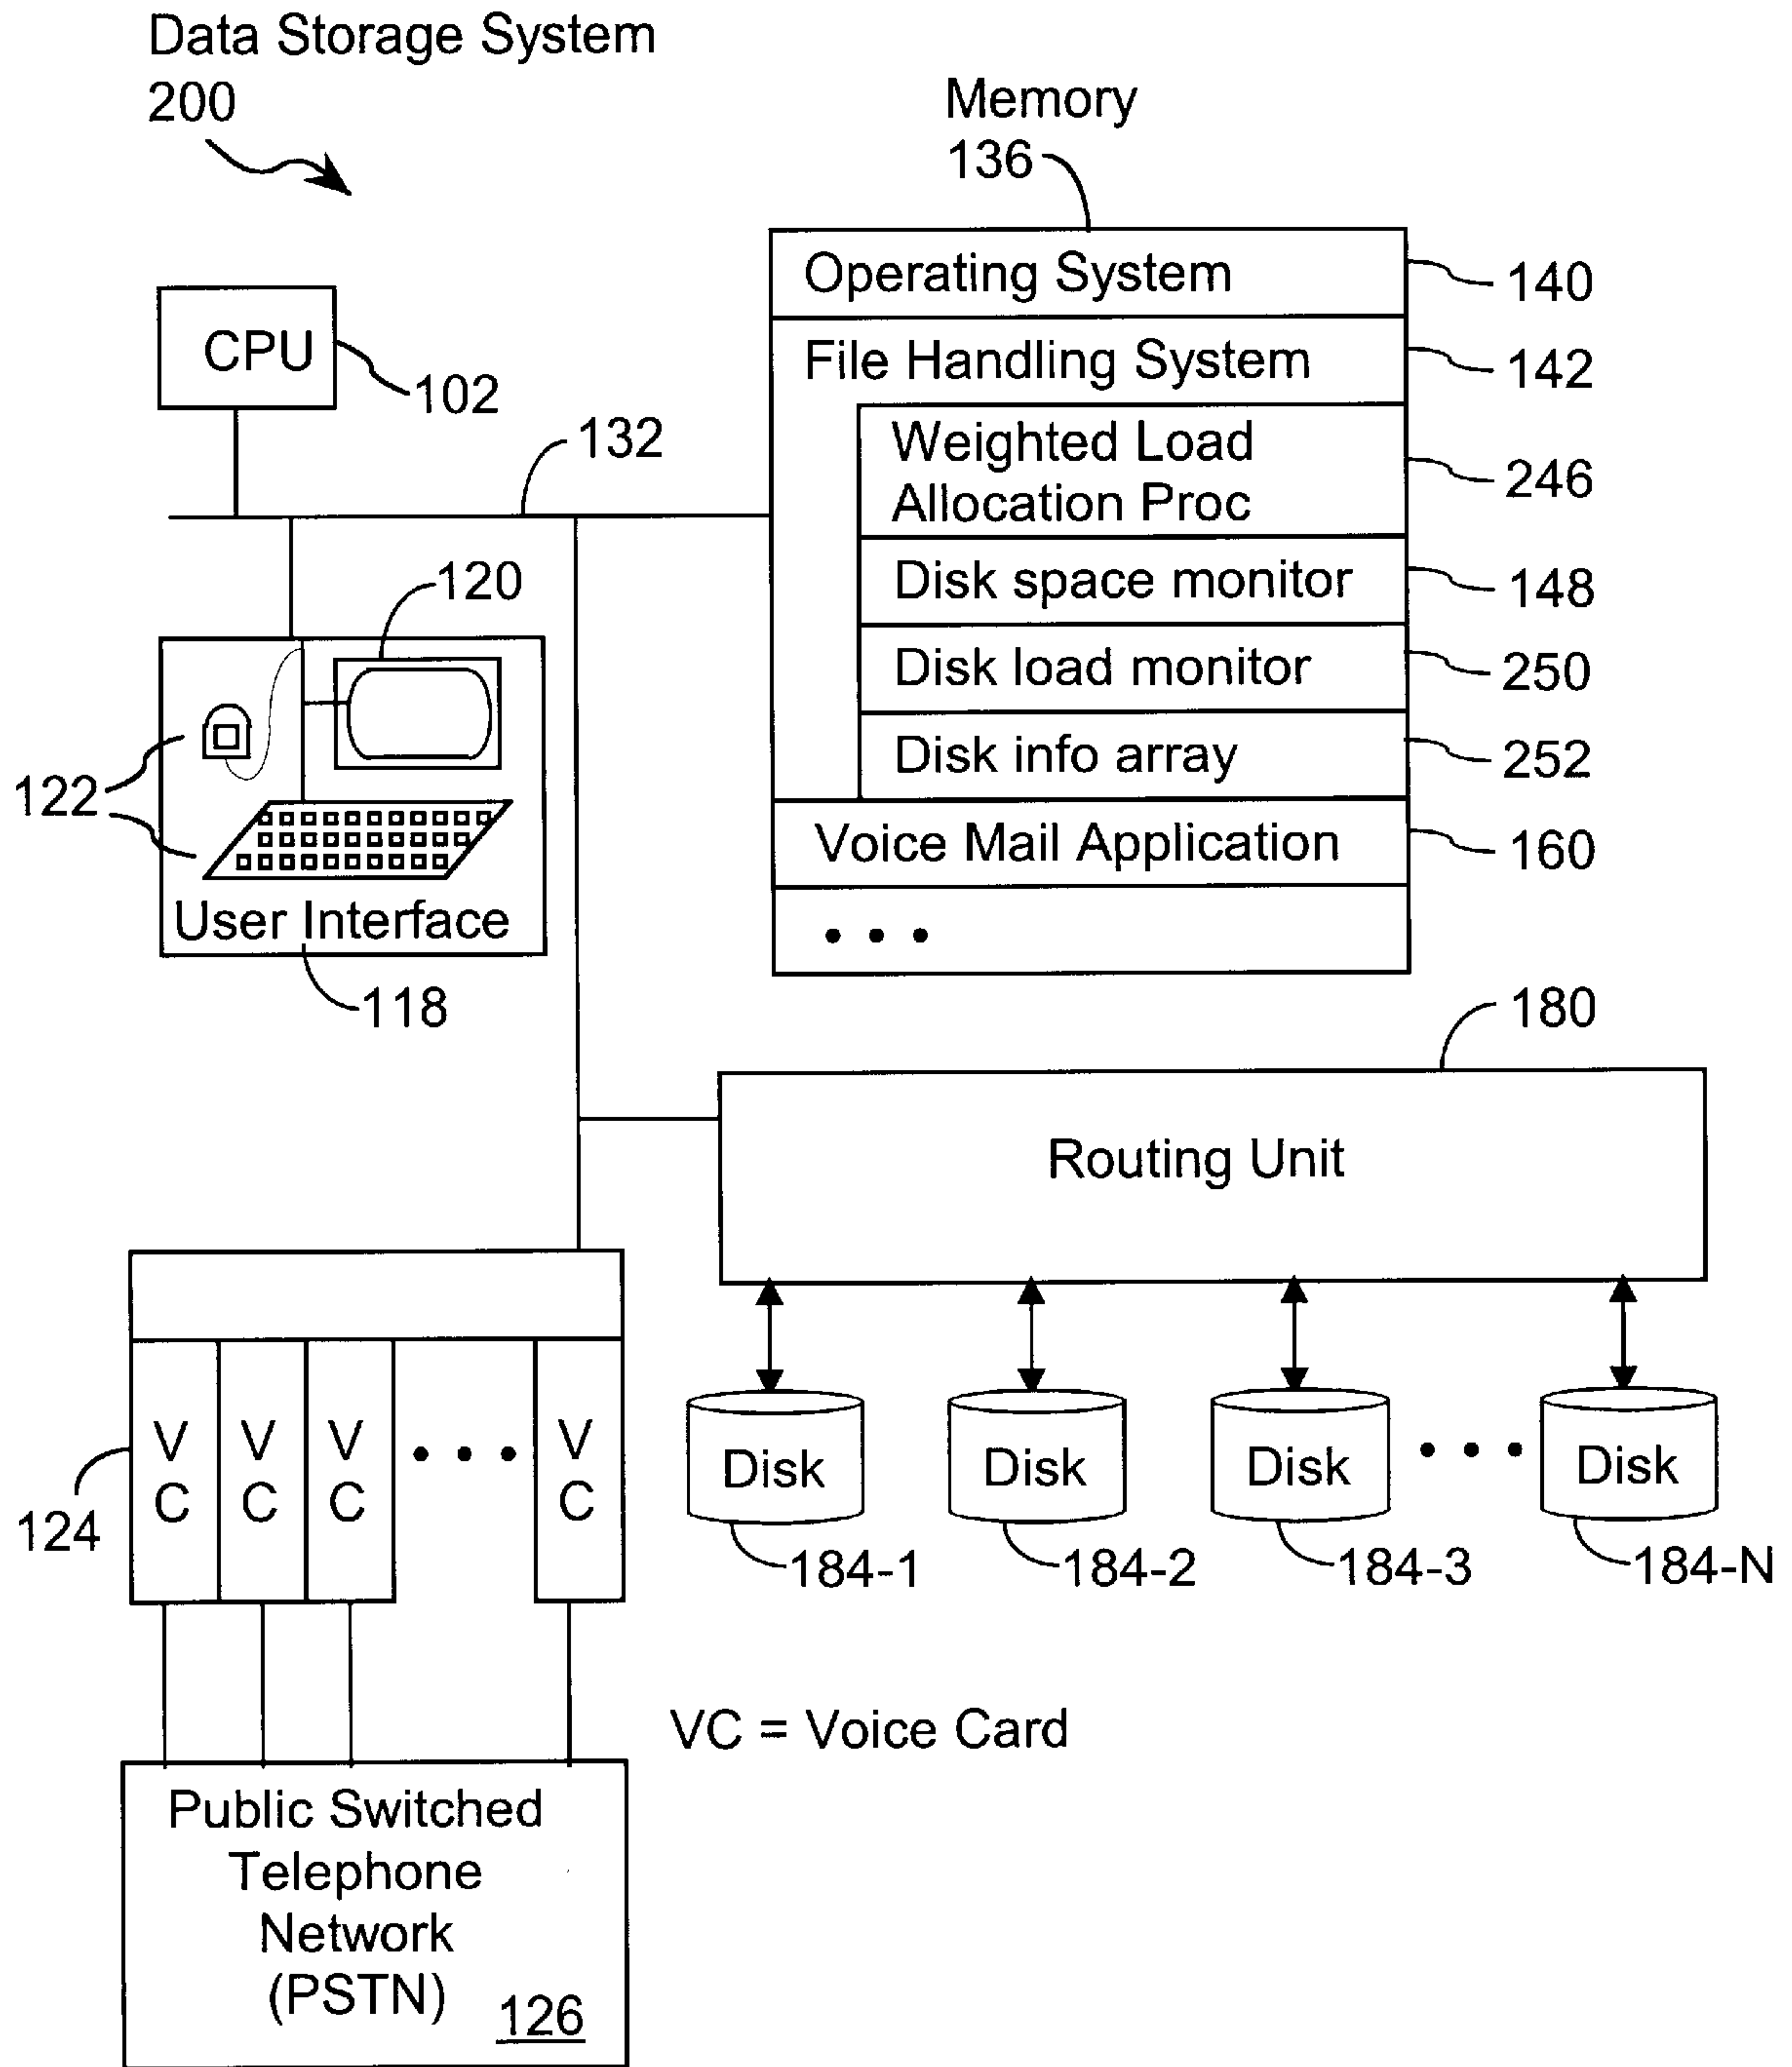 Data Storage System
200
Memory
136
Operating System
140
CPU
102
File Handling System
142
132
Weighted Load
Allocation Proc
246
120
Disk space monitor
148
Disk load monitor
250
122
Disk info array
252
Voice Mail Application
160
User Interface
• • •
118
180
Routing Unit
V
C
V
C
V
C
• • •
V
C
124
Disk
Disk
Disk
• • •
Disk
184-1
184-2
184-3
184-N
VC = Voice Card
Public Switched
Telephone
Network
(PSTN)
126